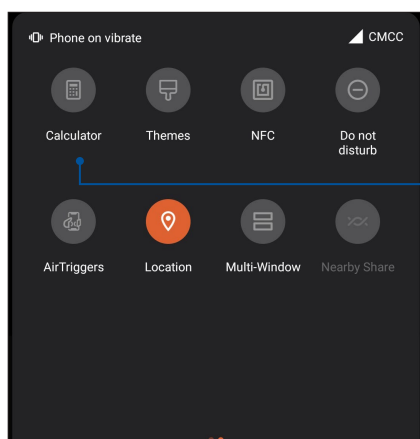 Phone on vibrate CMCC
Calculator Themes NFC Do not
disturb
AirTriggers Location Multi-Window Nearby Share